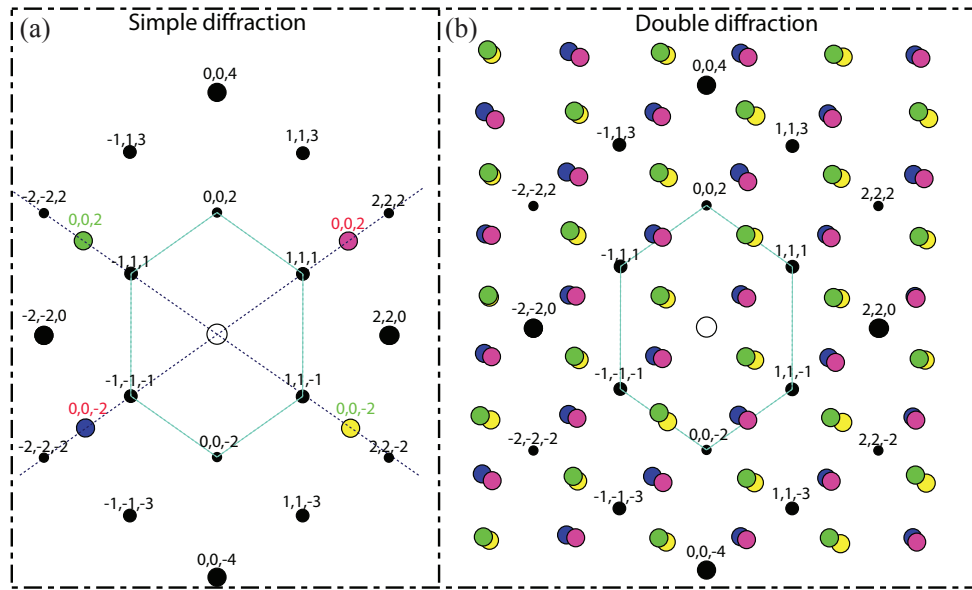 (a) Simple diffraction
0,0,4
-1,1,3 1,1,3
-2,-2,2 0,0,2 2,2,2
0,0,2 0,0,2
-1,1,1 1,1,1
-2,-2,0 2,2,0
-1,-1,-1 1,1,-1
0,0,-2 0,0,-2
-2,-2,-2 0,0,-2 2,2,-2
-1,-1,-3 1,1,-3
0,0,-4
(b) Double diffraction
0,0,4
-1,1,3 1,1,3
-2,-2,2 0,0,2 2,2,2
-1,1,1 1,1,1
-2,-2,0 2,2,0
-1,-1,-1 1,1,-1
-2,-2,-2 0,0,-2 2,2,-2
-1,-1,-3 1,1,-3
0,0,-4